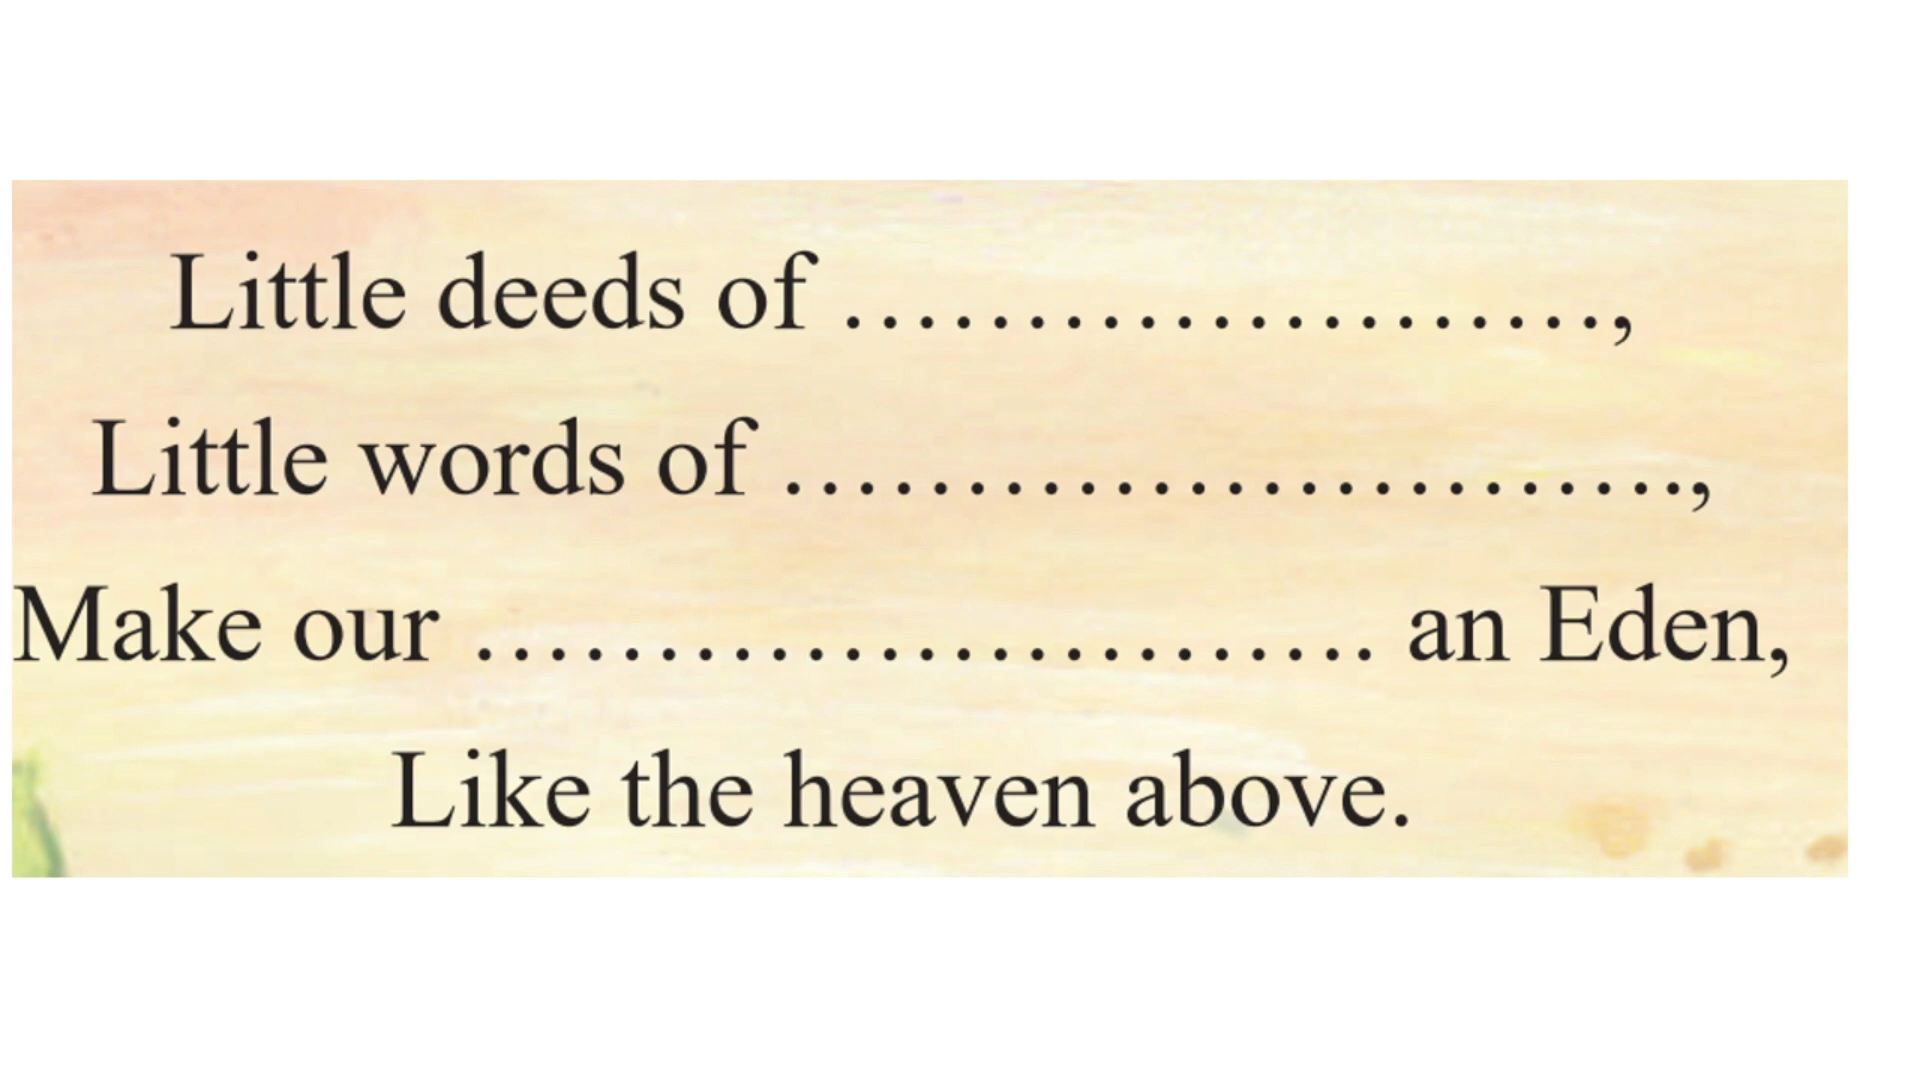 Little deeds of .....................,
Little words of .........................,
Make our ......................... an Eden,
Like the heaven above.